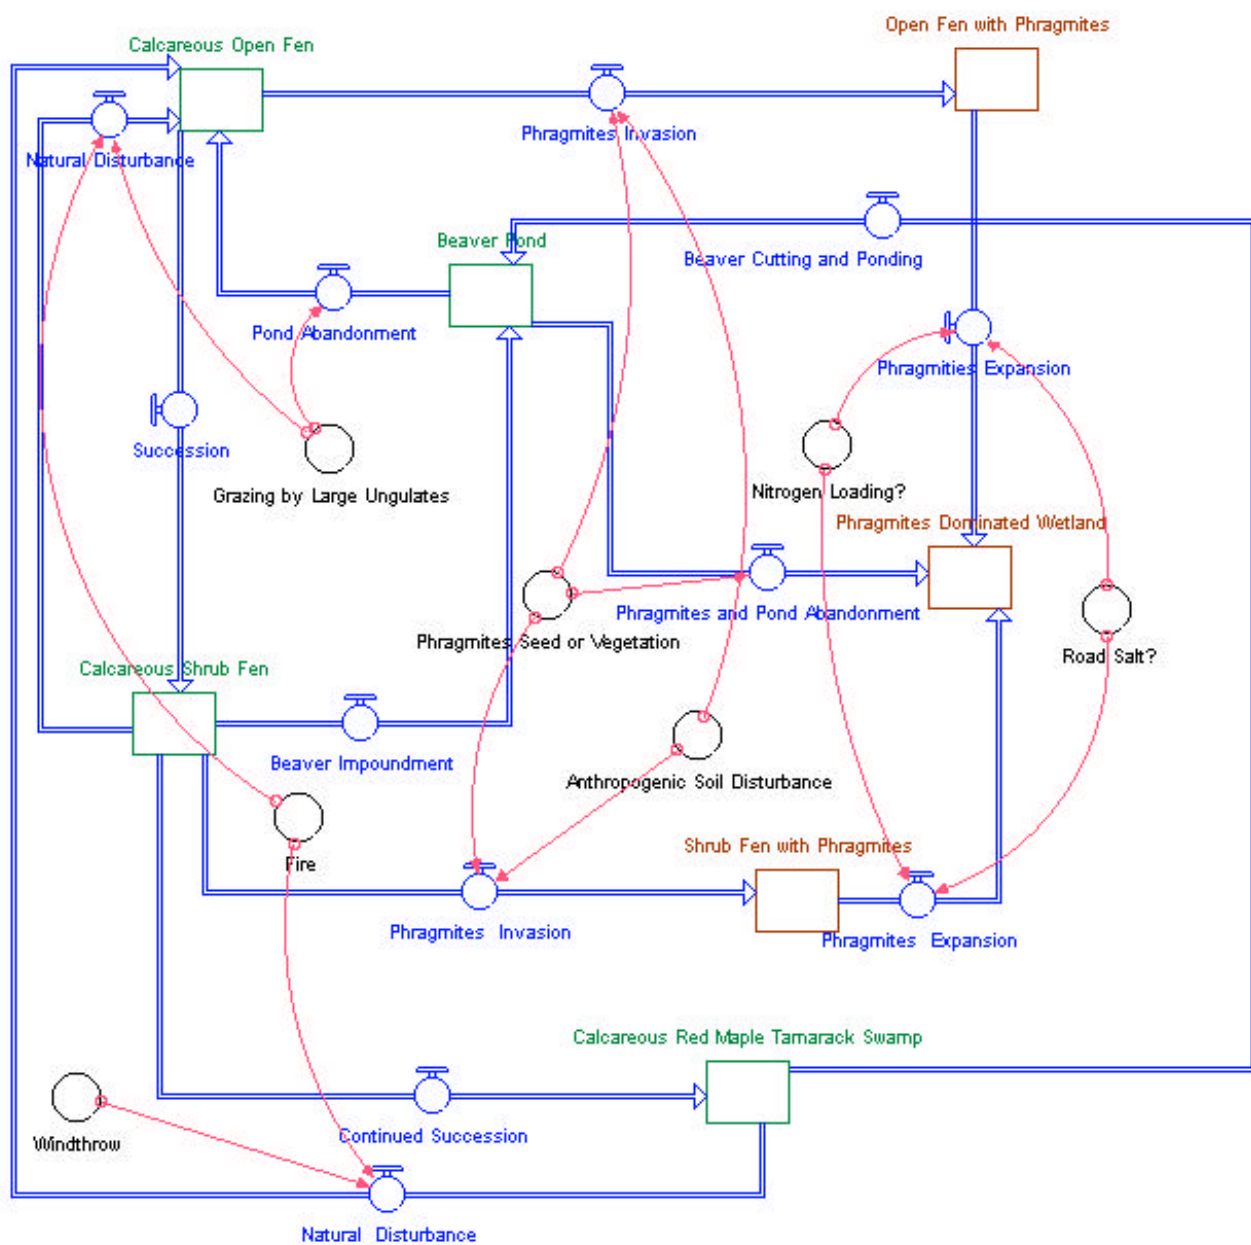 Open Fen with Phragmites
Calcareous Open Fen
Phragmites Invasion
Natural Disturbance
Beaver Pond
Beaver Cutting and Ponding
Pond Abandonment
Phragmities Expansion
Succession
Grazing by Large Ungulates
Nitrogen Loading?
Phragmites Dominated Wetland
Phragmites and Pond Abandonment
Phragmites Seed or Vegetation
Road Salt?
Calcareous Shrub Fen
Beaver Impoundment
Anthropogenic Soil Disturbance
Shrub Fen with Phragmites
Fire
Phragmites Invasion
Phragmites Expansion
Calcareous Red Maple Tamarack Swamp
Continued Succession
Windthrow
Natural Disturbance